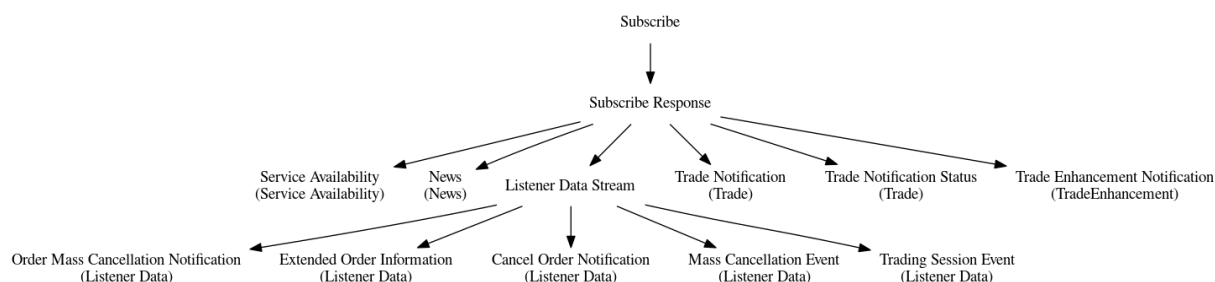 Subscribe
Subscribe Response
Service Availability
(Service Availability)
News
(News)
Listener Data Stream
Trade Notification
(Trade)
Trade Notification Status
(Trade)
Trade Enhancement Notification
(TradeEnhancement)
Order Mass Cancellation Notification
(Listener Data)
Extended Order Information
(Listener Data)
Cancel Order Notification
(Listener Data)
Mass Cancellation Event
(Listener Data)
Trading Session Event
(Listener Data)